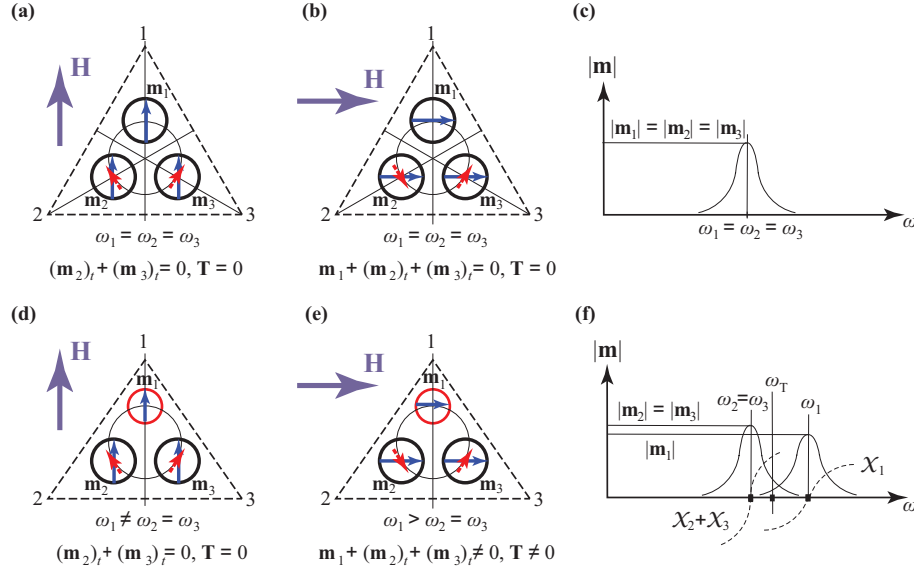 (a)
1
H
m₁
m₂
m₃
2
3
ω₁ = ω₂ = ω₃
(m₂)ₜ + (m₃)ₜ = 0, T = 0
(b)
1
H
m₁
m₂
m₃
2
3
ω₁ = ω₂ = ω₃
m₁ + (m₂)ₜ + (m₃)ₜ = 0, T = 0
(c)
|m|
|m₁| = |m₂| = |m₃|
ω
ω₁ = ω₂ = ω₃
(d)
1
H
m₁
m₂
m₃
2
3
ω₁ ≠ ω₂ = ω₃
(m₂)ₜ + (m₃)ₜ = 0, T = 0
(e)
1
H
m₁
m₂
m₃
2
3
ω₁ > ω₂ = ω₃
m₁ + (m₂)ₜ + (m₃)ₜ ≠ 0, T ≠ 0
(f)
|m|
ω_T
|m₂| = |m₃|
ω₂=ω₃
ω₁
|m₁|
χ₁
ω
χ₂+χ₃